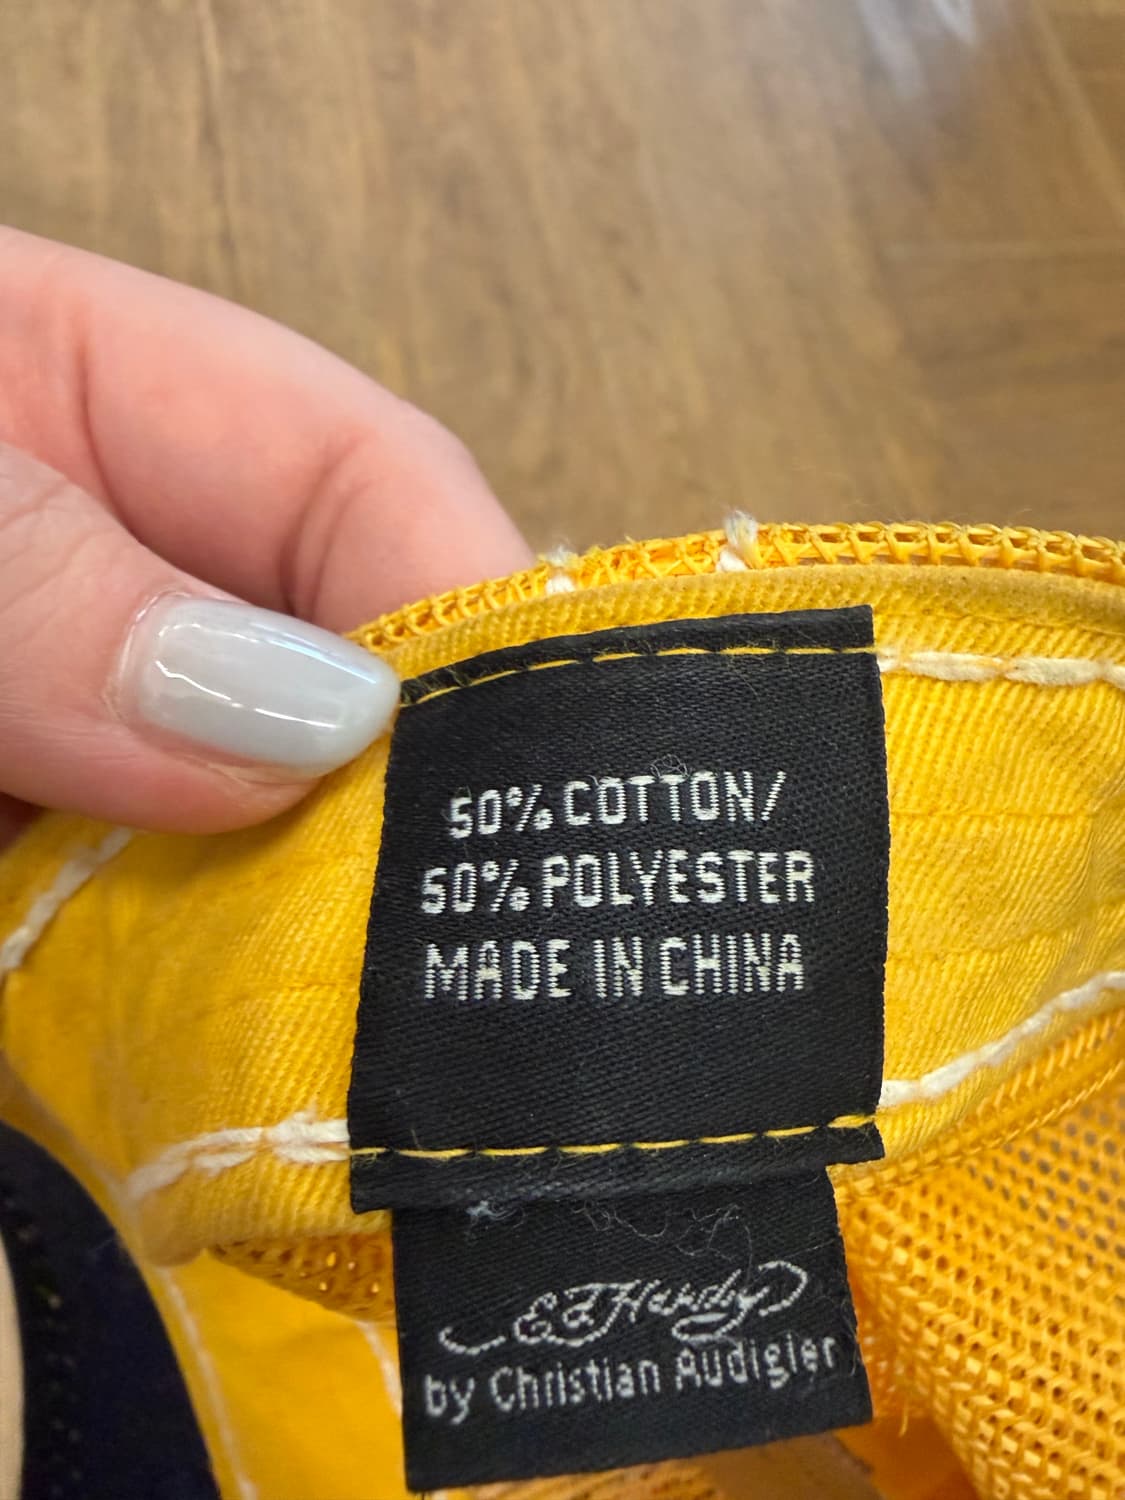 50% COTTON/
50% POLYESTER
MADE IN CHINA
Ed Hardy
by Christian Audigier